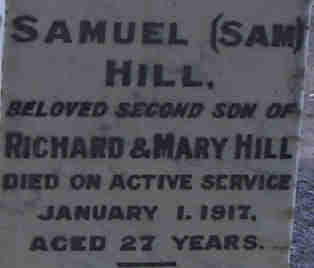 SAMUEL (SAM)
HILL.
BELOVED SECOND SON OF
RICHARD & MARY HILL
DIED ON ACTIVE SERVICE
JANUARY 1. 1917.
AGED 27 YEARS.